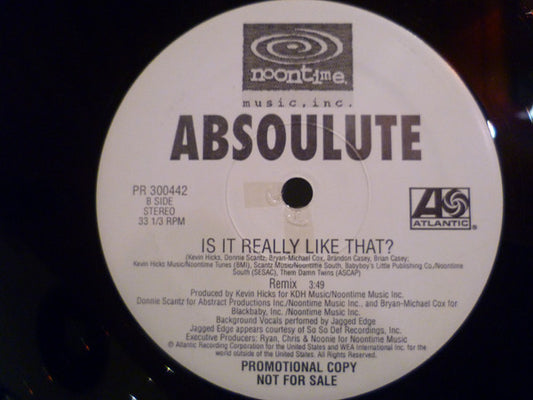 noontime
music, inc.
ABSOULUTE
PR 300442
B SIDE
STEREO
33 1/3 RPM
ATLANTIC
IS IT REALLY LIKE THAT?
(Kevin Hicks, Donnie Scantz, Bryan-Michael Cox, Brandon Casey, Brian Casey;
Kevin Hicks Music/Noontime Tunes (BMI), Scantz Music/Noontime South, Babyboy's Little Publishing Co./Noontime
South (SESAC), Them Damn Twins (ASCAP)
Remix 3:49
Produced by Kevin Hicks for KDH Music/Noontime Music Inc.
Donnie Scantz for Abstract Productions Inc./Noontime Music Inc., and Bryan-Michael Cox for
Blackbaby, Inc. /Noontime Music Inc.
Background Vocals perfomed by Jagged Edge
Jagged Edge appears courtesy of So So Def Recordings, Inc.
Executive Producers: Ryan, Chris & Noonie for Noontime Music
© Atlantic Recording Corporation for the United States and WEA International Inc. for the
world outside of the United States. All Rights Reserved.
PROMOTIONAL COPY
NOT FOR SALE